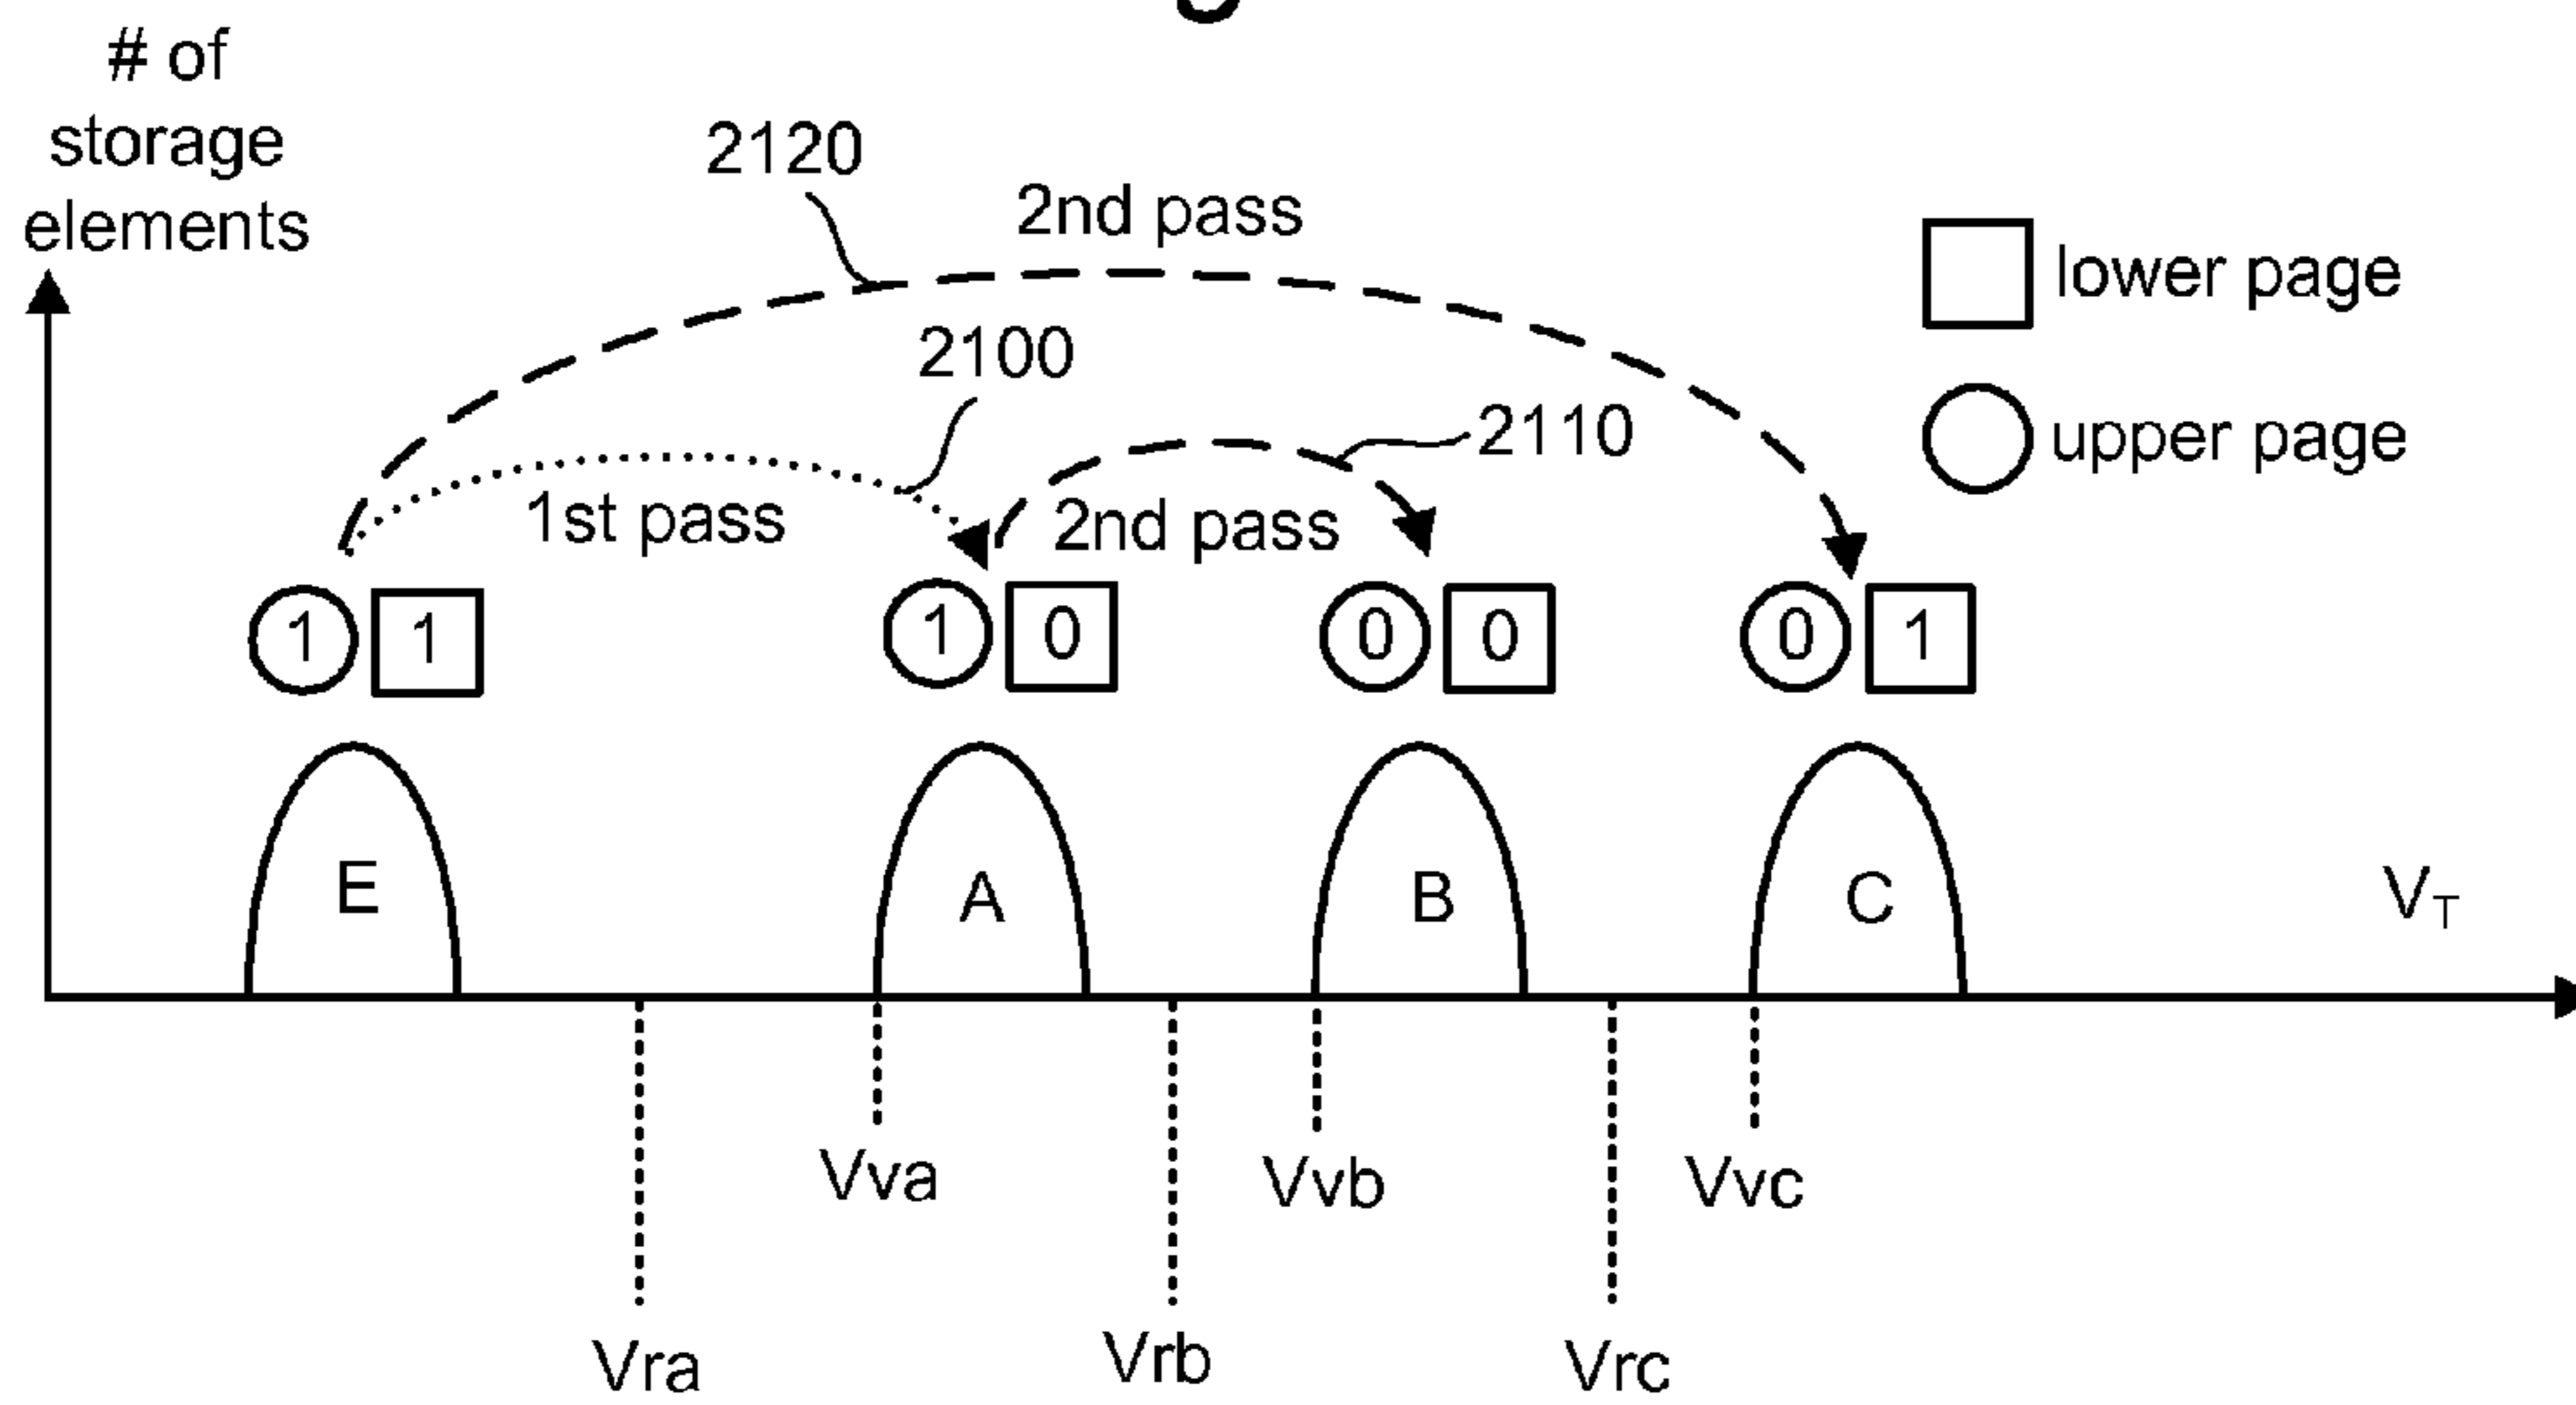 # of
storage
elements
2120
2nd pass
lower page
2100
2110
upper page
1st pass
2nd pass
1 1
1 0
0 0
0 1
E
A
B
C
VT
Vva
Vvb
Vvc
Vra
Vrb
Vrc